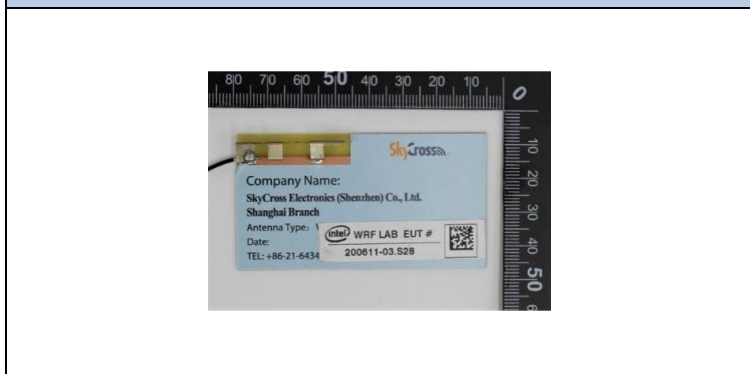 80 70 60 50 40 30 20 10 0
10
20
30
40
50
SkyCross
Company Name:
SkyCross Electronics (Shenzhen) Co., Ltd.
Shanghai Branch
Antenna Type:
Date:
TEL: +86-21-6434
intel WRF LAB EUT #
200611-03.S28